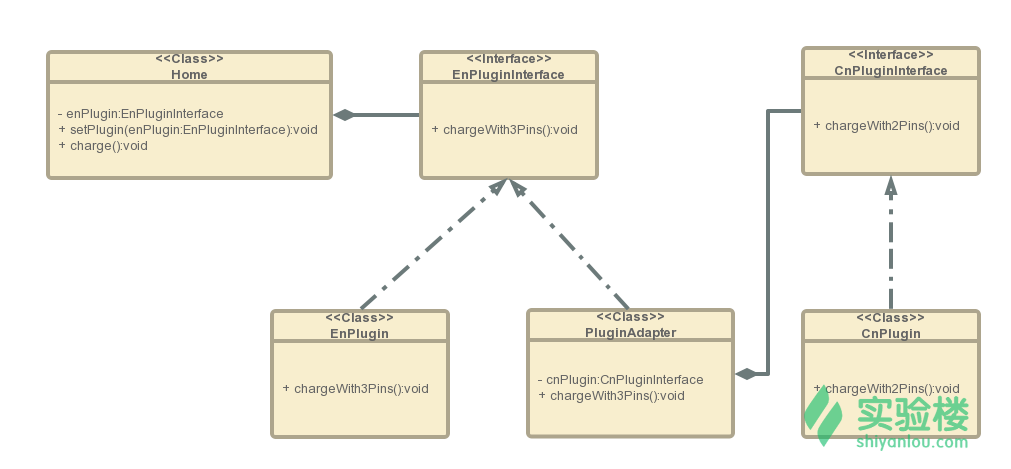 <<Class>>
Home
- enPlugin:EnPluginInterface
+ setPlugin(enPlugin:EnPluginInterface):void
+ charge():void
<<Interface>>
EnPluginInterface
+ chargeWith3Pins():void
<<Interface>>
CnPluginInterface
+ chargeWith2Pins():void
<<Class>>
EnPlugin
+ chargeWith3Pins():void
<<Class>>
PluginAdapter
- cnPlugin:CnPluginInterface
+ chargeWith3Pins():void
<<Class>>
CnPlugin
+ chargeWith2Pins():void
实验楼
shiyanlou.com